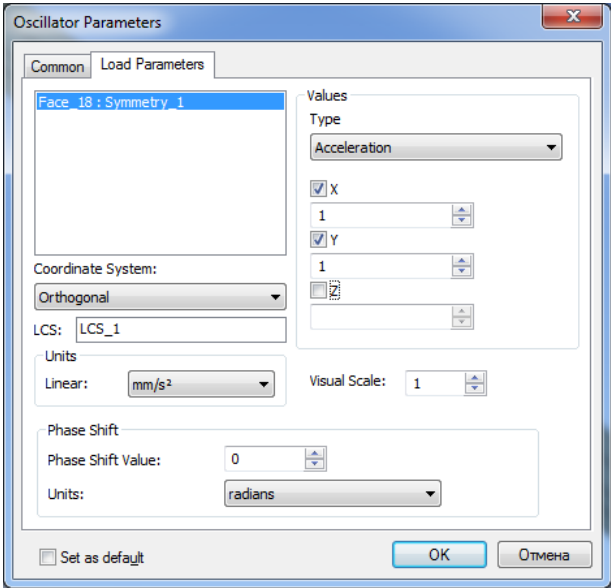 Oscillator Parameters
Common
Load Parameters
Face_18 : Symmetry_1
Values
Type
Acceleration
X
1
Y
1
Z
Coordinate System:
Orthogonal
LCS: LCS_1
Units
Linear: mm/s²
Visual Scale: 1
Phase Shift
Phase Shift Value: 0
Units: radians
Set as default
OK
Отмена